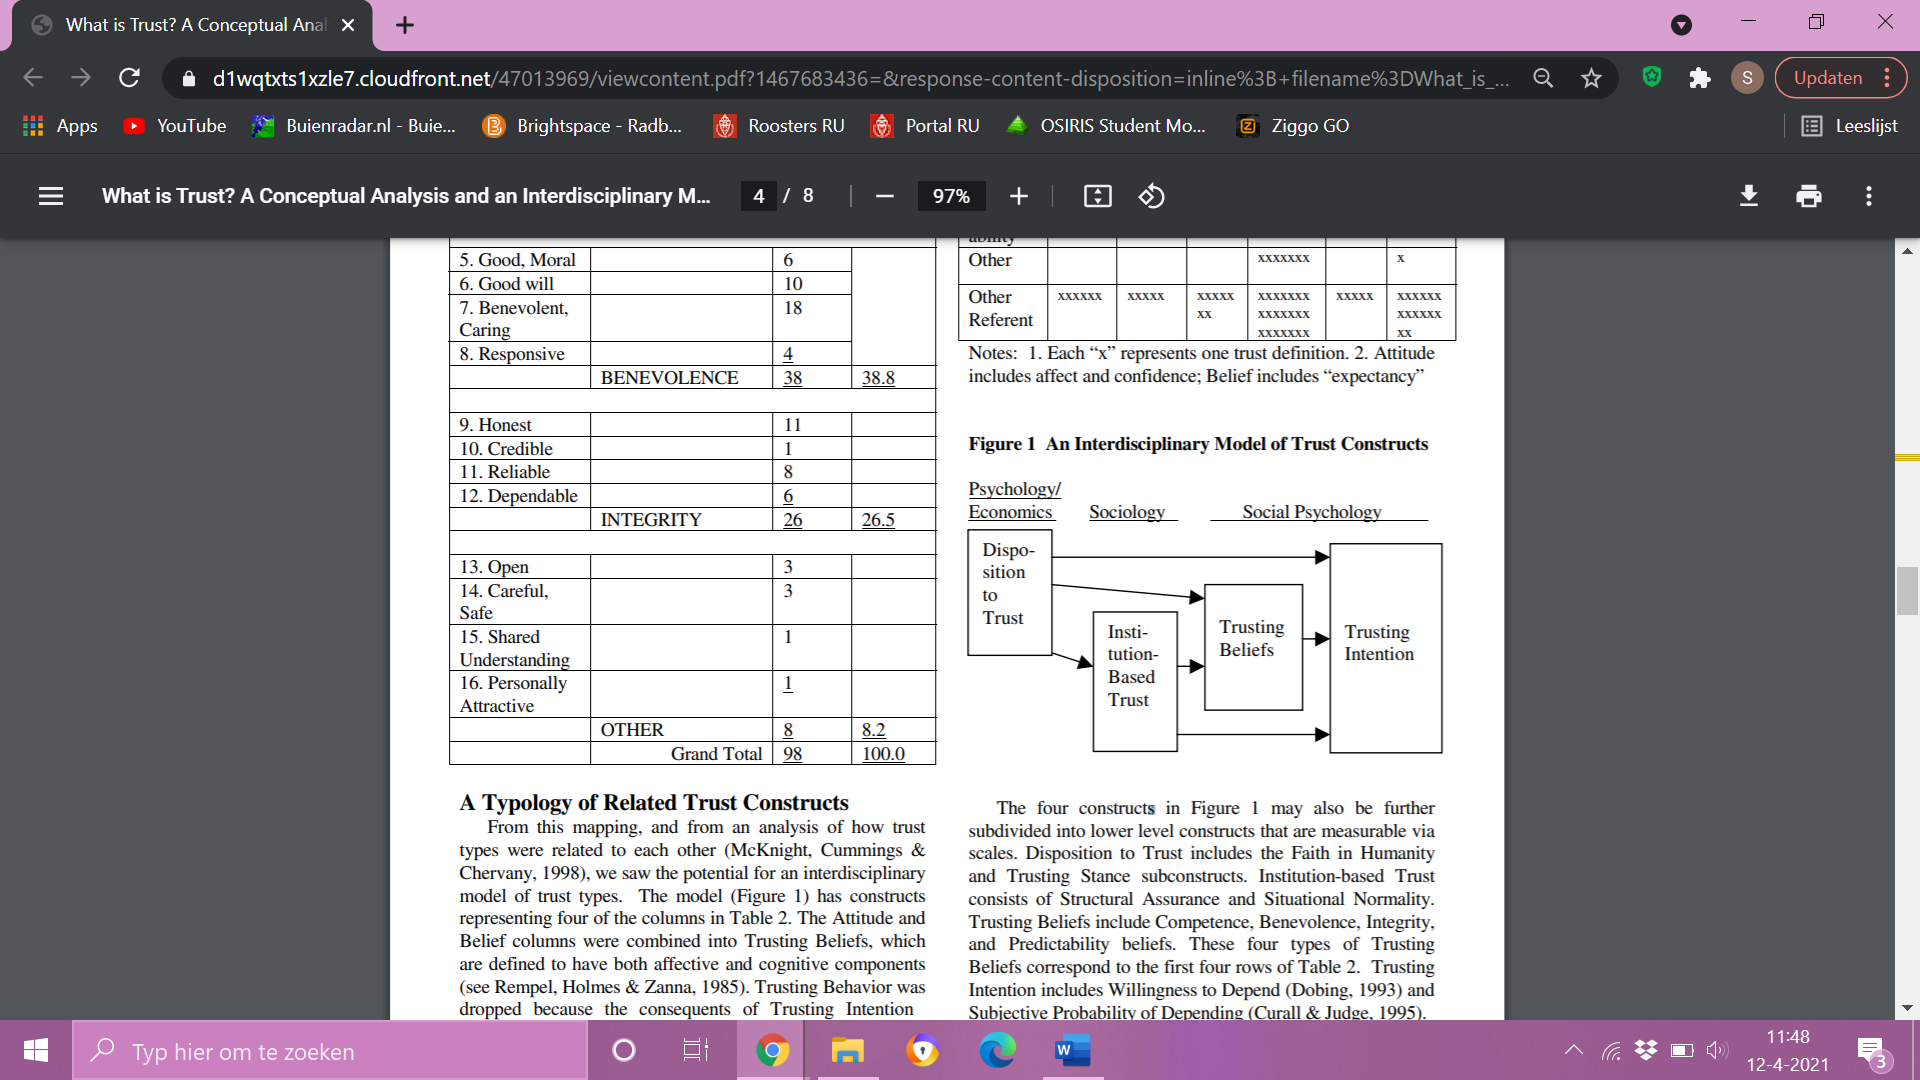 What is Trust? A Conceptual Anal
d1wqtxts1xzle7.cloudfront.net/47013969/viewcontent.pdf?1467683436=&response-content-disposition=inline%3B+filename%3DWhat_is_...
S
Updaten
Apps
YouTube
Buienradar.nl - Buie...
Brightspace - Radb...
Roosters RU
Portal RU
OSIRIS Student Mo...
Ziggo GO
Leeslijst
What is Trust? A Conceptual Analysis and an Interdisciplinary M...
4 / 8
97%
5. Good, Moral 6
6. Good will 10
7. Benevolent, 18
Caring
8. Responsive 4
BENEVOLENCE 38 38.8
9. Honest 11
10. Credible 1
11. Reliable 8
12. Dependable 6
INTEGRITY 26 26.5
13. Open 3
14. Careful, 3
Safe
15. Shared 1
Understanding
16. Personally 1
Attractive
OTHER 8 8.2
Grand Total 98 100.0
A Typology of Related Trust Constructs
From this mapping, and from an analysis of how trust
types were related to each other (McKnight, Cummings &
Chervany, 1998), we saw the potential for an interdisciplinary
model of trust types. The model (Figure 1) has constructs
representing four of the columns in Table 2. The Attitude and
Belief columns were combined into Trusting Beliefs, which
are defined to have both affective and cognitive components
(see Rempel, Holmes & Zanna, 1985). Trusting Behavior was
dropped because the consequents of Trusting Intention
ability
Other xxxxxxx x
Other xxxxxx xxxxx xxxxx xxxxxxx xxxxx xxxxxx
Referent xx xxxxxxx xxxxxx
xxxxxxx xx
Notes: 1. Each “x” represents one trust definition. 2. Attitude
includes affect and confidence; Belief includes “expectancy”
Figure 1 An Interdisciplinary Model of Trust Constructs
Psychology/
Economics Sociology Social Psychology
Dispo-
sition
to
Trust
Insti-
tution-
Based
Trust
Trusting
Beliefs
Trusting
Intention
The four constructs in Figure 1 may also be further
subdivided into lower level constructs that are measurable via
scales. Disposition to Trust includes the Faith in Humanity
and Trusting Stance subconstructs. Institution-based Trust
consists of Structural Assurance and Situational Normality.
Trusting Beliefs include Competence, Benevolence, Integrity,
and Predictability beliefs. These four types of Trusting
Beliefs correspond to the first four rows of Table 2. Trusting
Intention includes Willingness to Depend (Dobing, 1993) and
Subjective Probability of Depending (Curall & Judge, 1995).
Typ hier om te zoeken
W
11:48
12-4-2021
3